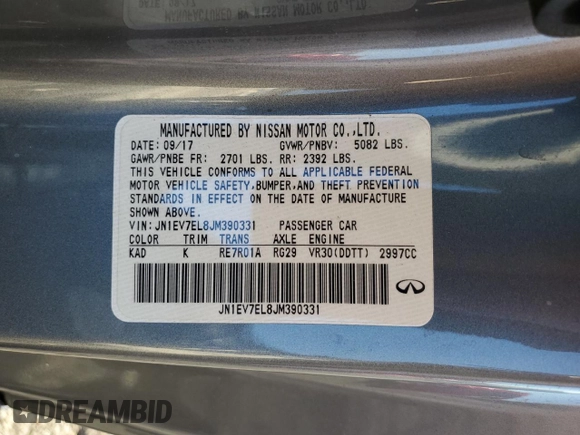 MANUFACTURED BY NISSAN MOTOR CO.,LTD.
DATE: 09/17 GVWR/PNBV: 5082 LBS.
GAWR/PNBE FR: 2701 LBS. RR: 2392 LBS.
THIS VEHICLE CONFORMS TO ALL APPLICABLE FEDERAL
MOTOR VEHICLE SAFETY,BUMPER,AND THEFT PREVENTION
STANDARDS IN EFFECT ON THE DATE OF MANUFACTURE
SHOWN ABOVE.
VIN: JN1EV7EL8JM390331 PASSENGER CAR
COLOR TRIM TRANS AXLE ENGINE
KAD K RE7R01A RG29 VR30(DDTT) 2997CC
JN1EV7EL8JM390331
DREAMBID